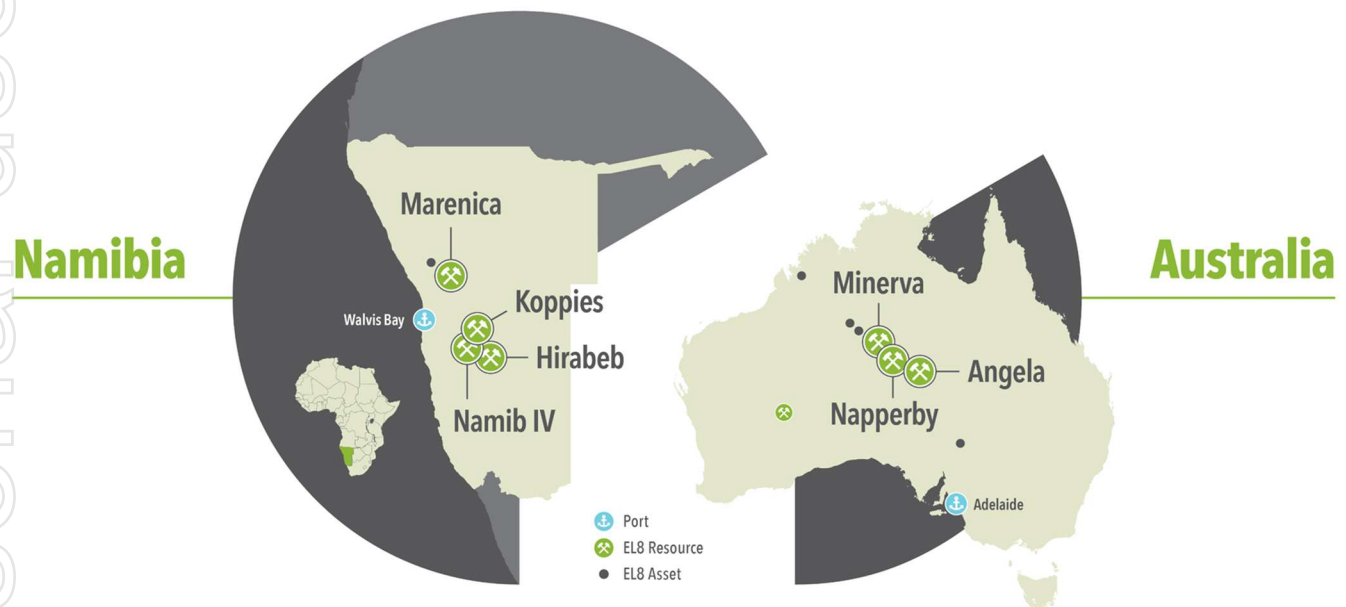 Namibia
Marenica
Walvis Bay
Koppies
Hirabeb
Namib IV
Port
EL8 Resource
EL8 Asset
Australia
Minerva
Angela
Napperby
Adelaide